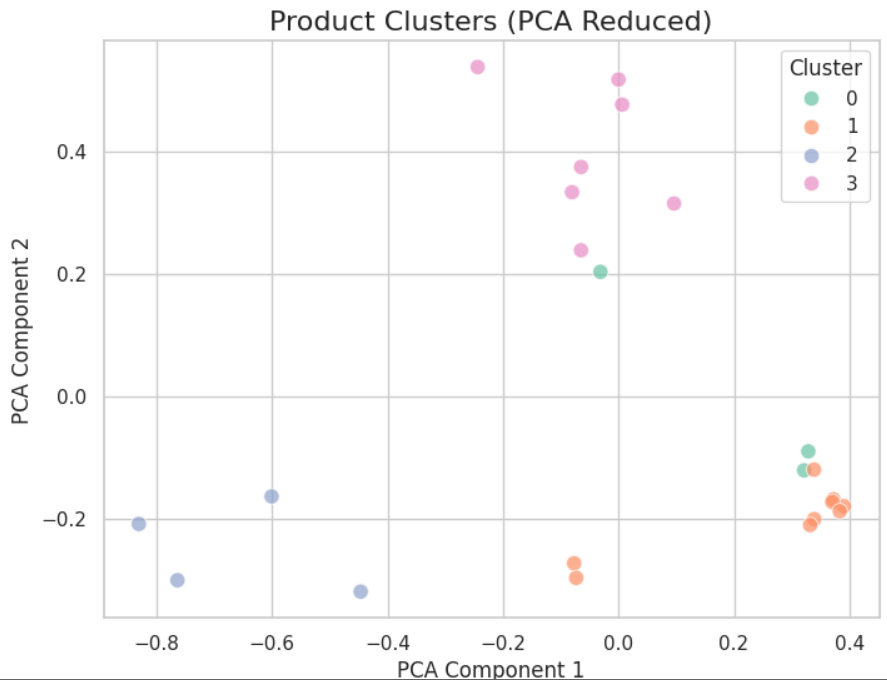 Product Clusters (PCA Reduced)
Cluster
0
1
2
3
PCA Component 2
0.4
0.2
0.0
−0.2
−0.8 −0.6 −0.4 −0.2 0.0 0.2 0.4
PCA Component 1